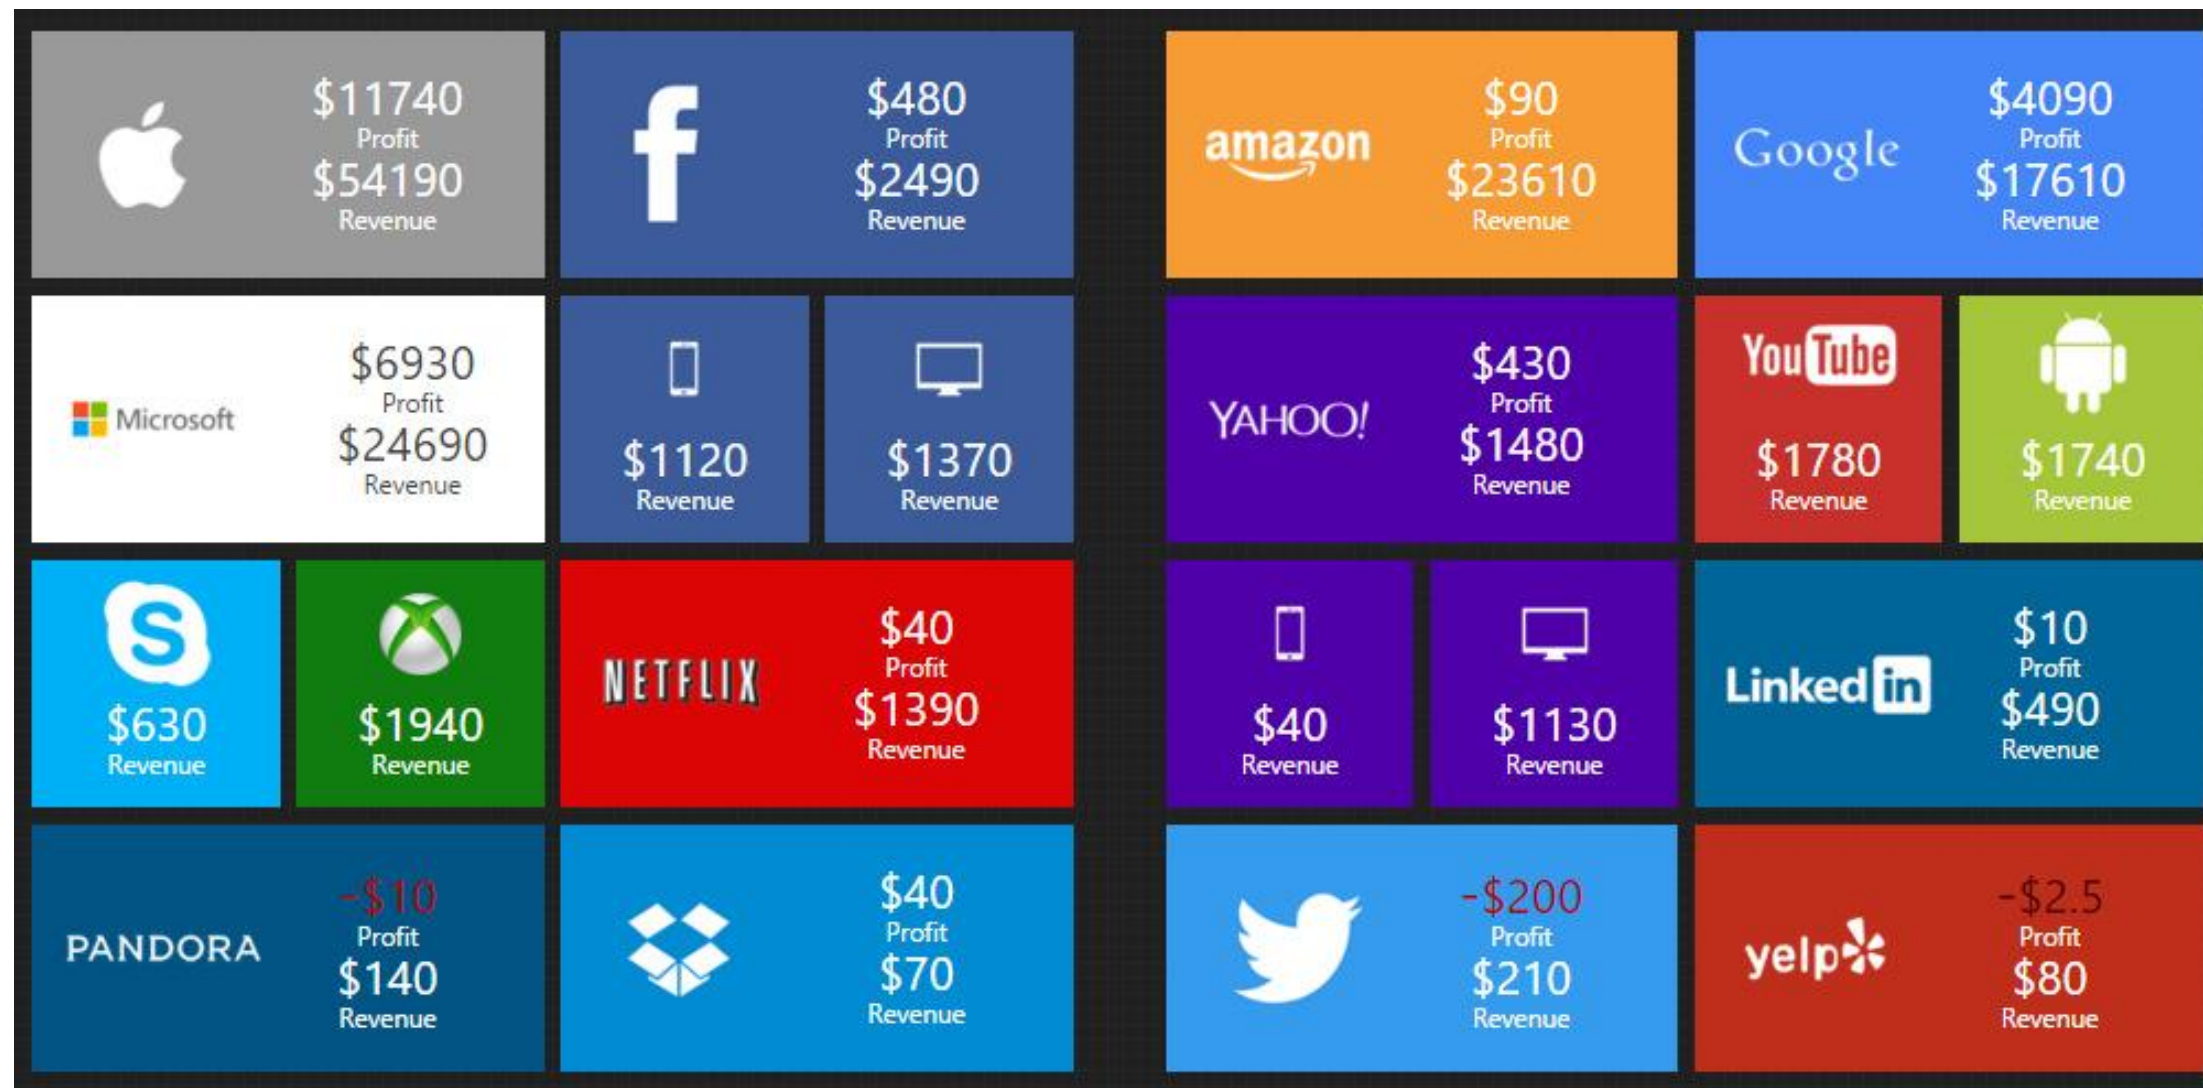 $11740
Profit
$54190
Revenue
$480
Profit
$2490
Revenue
amazon
$90
Profit
$23610
Revenue
Google
$4090
Profit
$17610
Revenue
Microsoft
$6930
Profit
$24690
Revenue
$1120
Revenue
$1370
Revenue
YAHOO!
$430
Profit
$1480
Revenue
YouTube
$1780
Revenue
$1740
Revenue
S
$630
Revenue
$1940
Revenue
NETFLIX
$40
Profit
$1390
Revenue
$40
Revenue
$1130
Revenue
Linked in
$10
Profit
$490
Revenue
PANDORA
-$10
Profit
$140
Revenue
$40
Profit
$70
Revenue
-$200
Profit
$210
Revenue
yelp
-$2.5
Profit
$80
Revenue